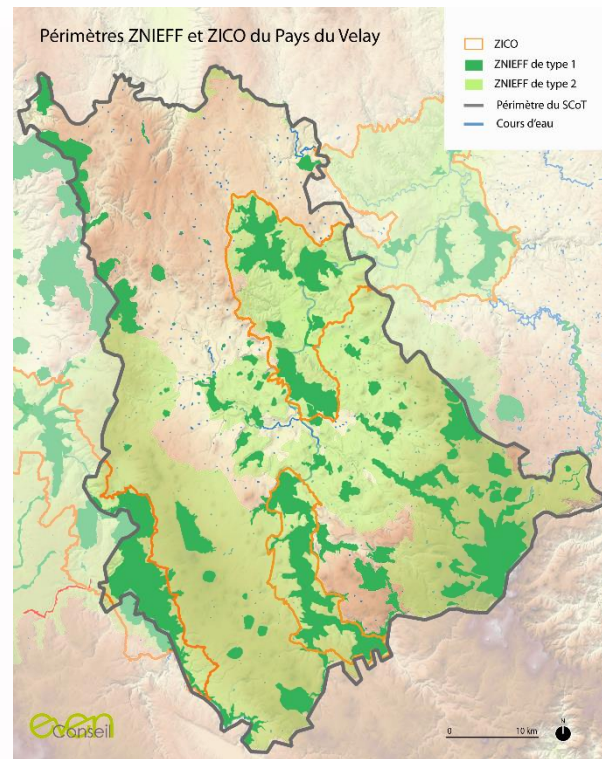 Périmètres ZNIEFF et ZICO du Pays du Velay
ZICO
ZNIEFF de type 1
ZNIEFF de type 2
Périmètre du SCoT
Cours d'eau
even
Conseil
0 10 km
N